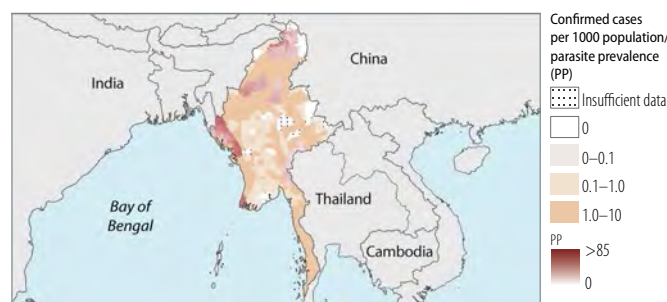 India
China
Bay of
Bengal
Thailand
Cambodia
Confirmed cases
per 1000 population/
parasite prevalence
(PP)
Insufficient data
0
0–0.1
0.1–1.0
1.0–10
PP
>85
0